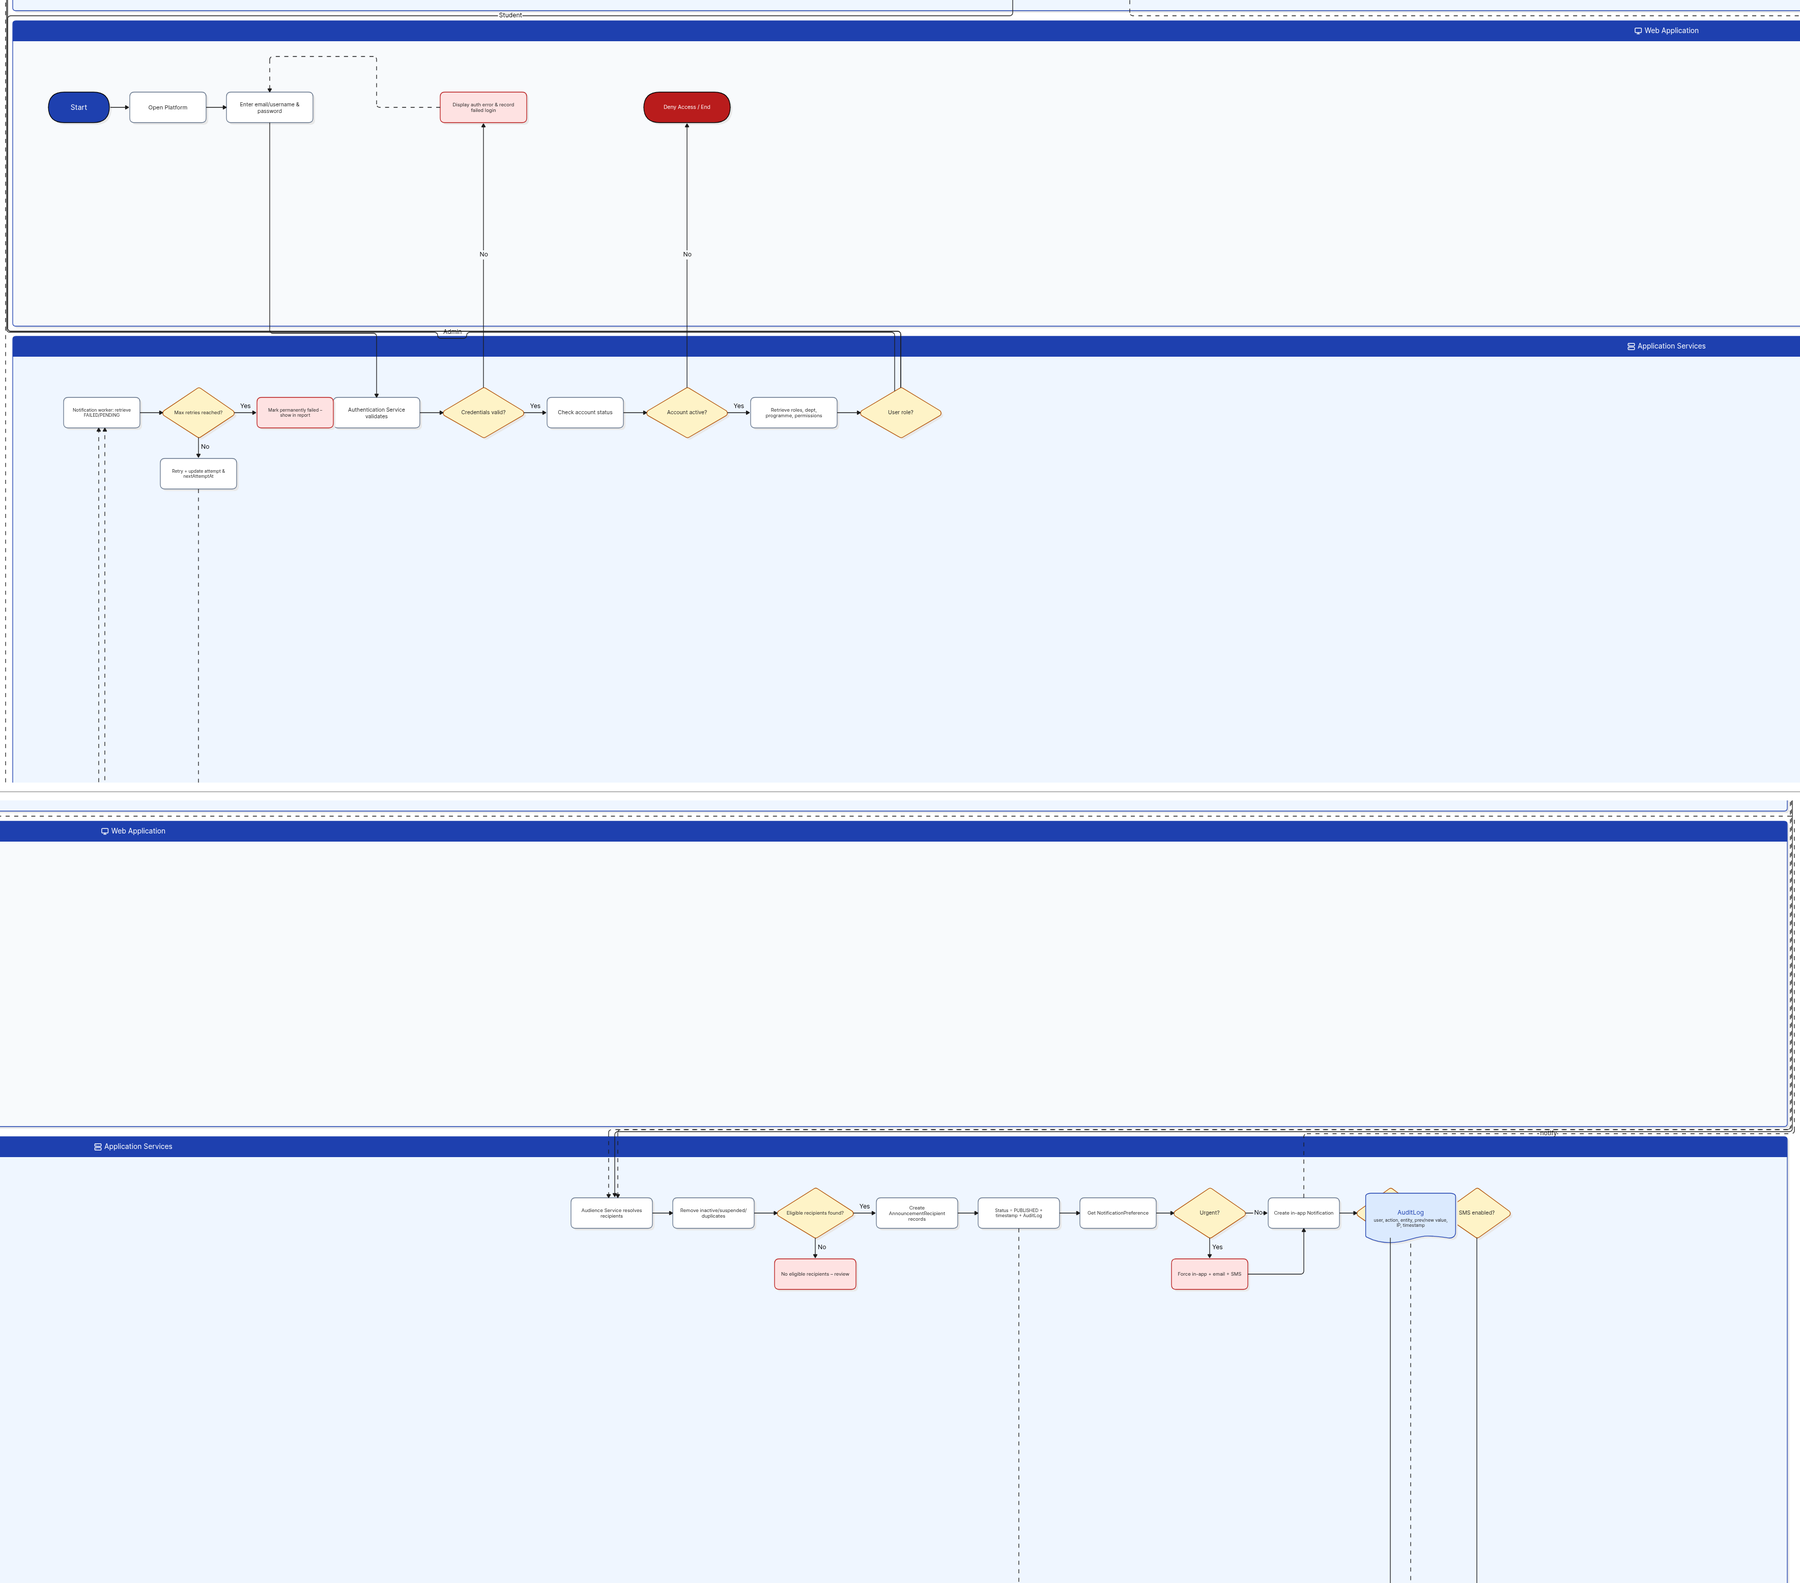 Student
Web Application
Start
Open Platform
Enter email/username &
password
Display auth error & record
failed login
Deny Access / End
No
No
Admin
Application Services
Notification worker: retrieve
FAILED/PENDING
Max retries reached?
Yes
Mark permanently failed –
show in report
Authentication Service
validates
Credentials valid?
Yes
Check account status
Account active?
Yes
Retrieve roles, dept,
programme, permissions
User role?
No
Retry + update attempt &
nextAttemptAt
Web Application
notify
Application Services
Audience Service resolves
recipients
Remove inactive/suspended/
duplicates
Eligible recipients found?
Yes
Create
AnnouncementRecipient
records
Status = PUBLISHED +
timestamp + AuditLog
Get NotificationPreference
Urgent?
No
Create in-app Notification
AuditLog
user, action, entity, prev/new value,
IP, timestamp
SMS enabled?
No
Yes
No eligible recipients – review
Force in-app + email + SMS